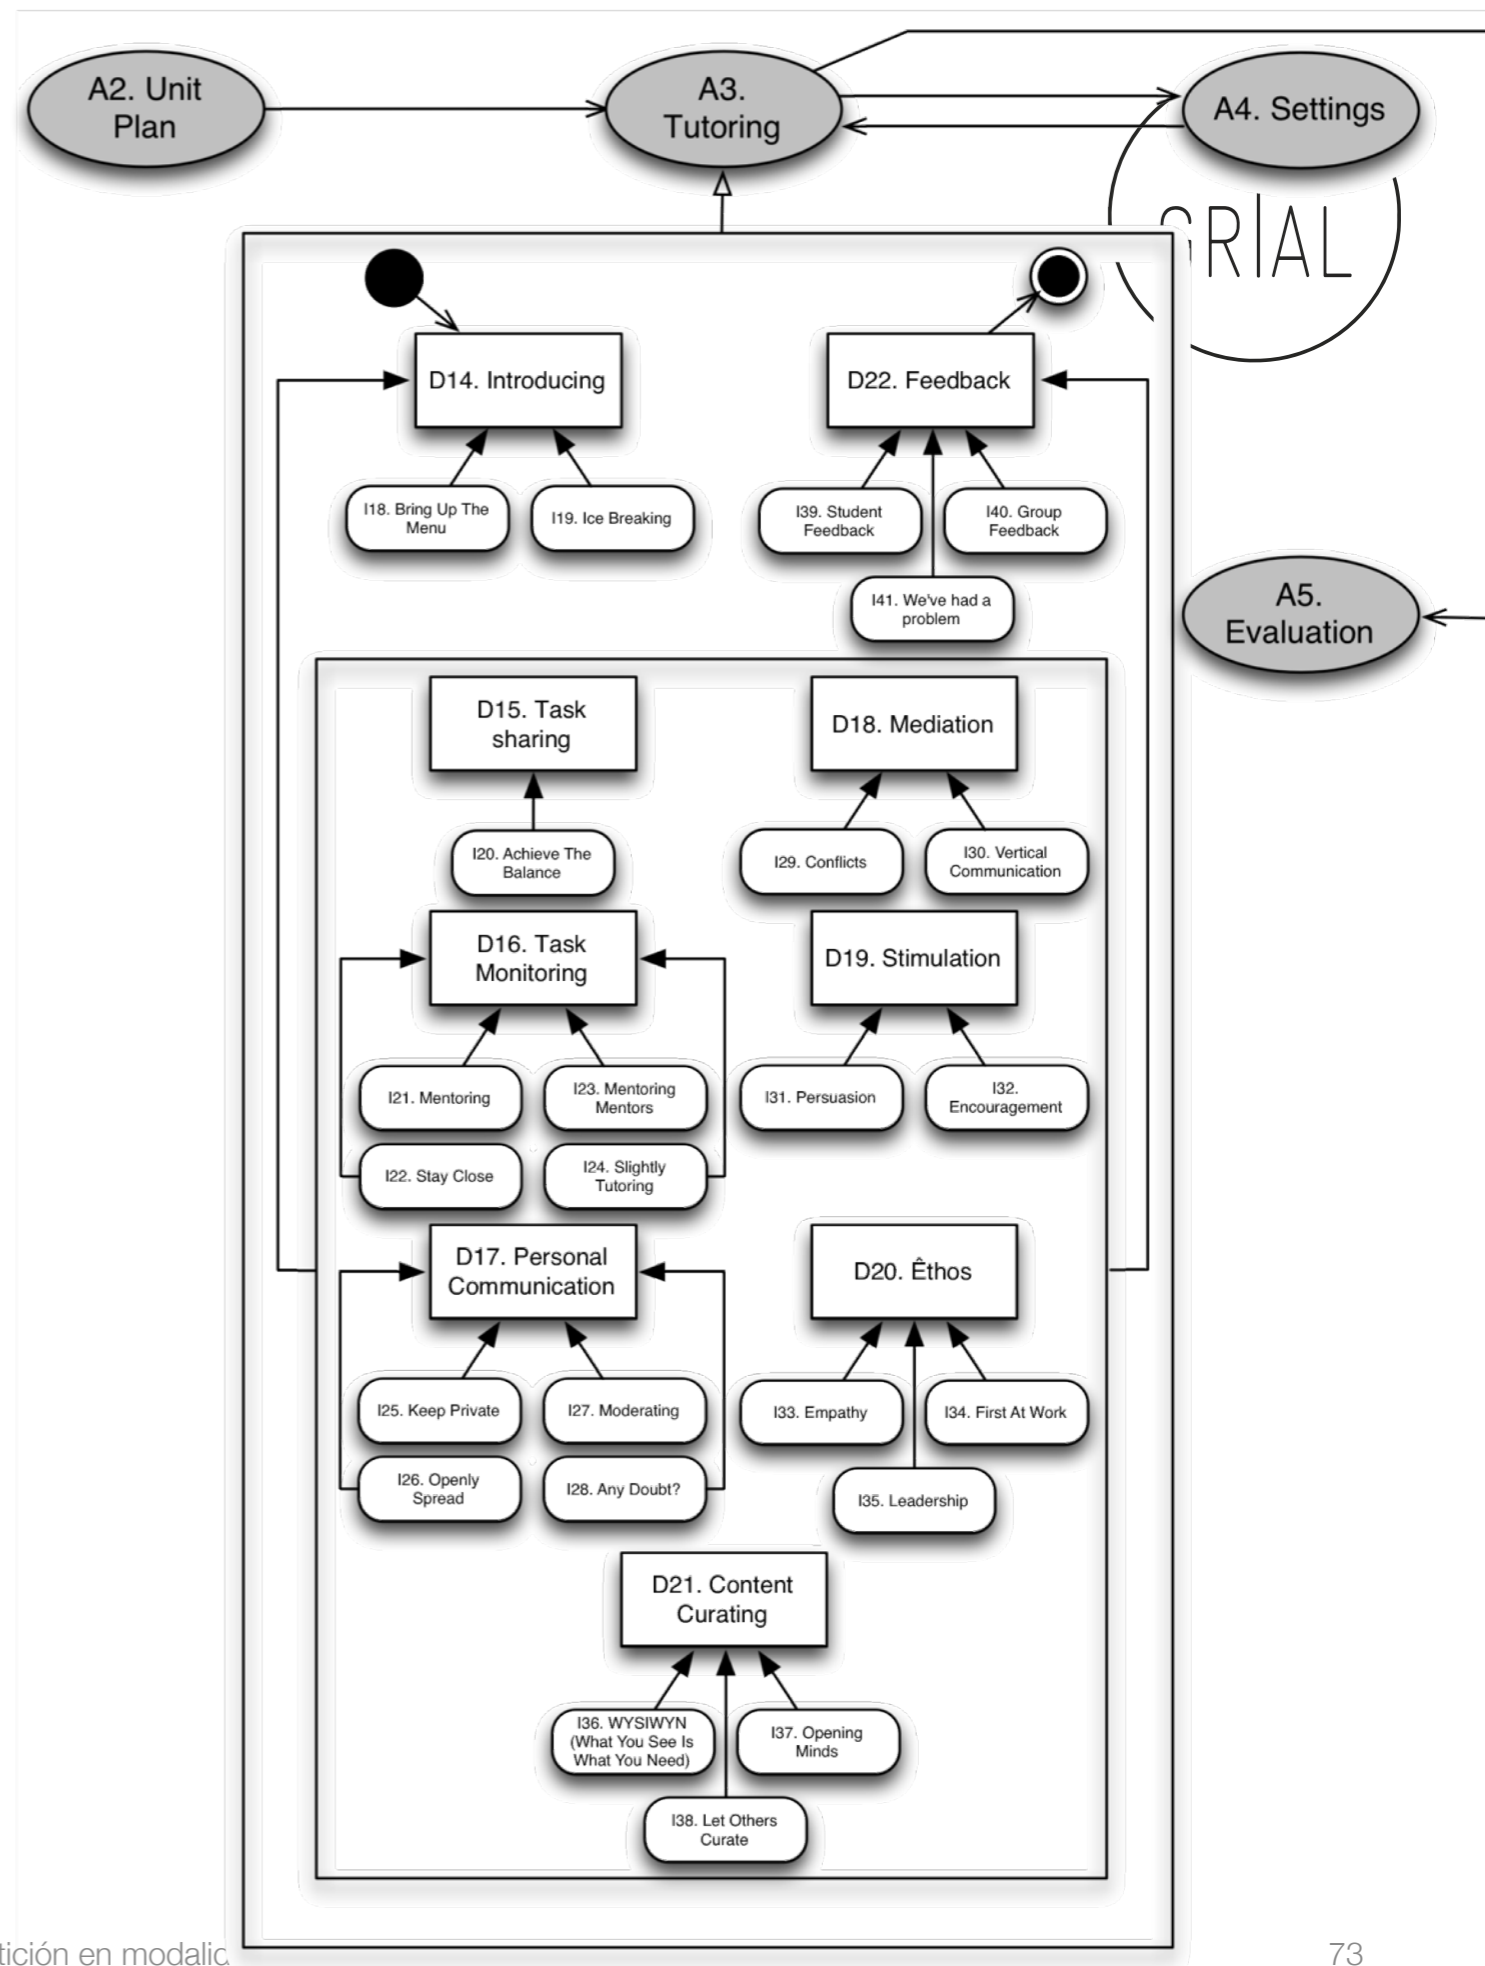 A2. Unit
Plan
A3.
Tutoring
A4. Settings
GRIAL
D14. Introducing
D22. Feedback
I18. Bring Up The
Menu
I19. Ice Breaking
I39. Student
Feedback
I40. Group
Feedback
I41. We've had a
problem
A5.
Evaluation
D15. Task
sharing
D18. Mediation
I20. Achieve The
Balance
I29. Conflicts
I30. Vertical
Communication
D16. Task
Monitoring
D19. Stimulation
I21. Mentoring
I23. Mentoring
Mentors
I31. Persuasion
I32.
Encouragement
I22. Stay Close
I24. Slightly
Tutoring
D17. Personal
Communication
D20. Êthos
I25. Keep Private
I27. Moderating
I33. Empathy
I34. First At Work
I26. Openly
Spread
I28. Any Doubt?
I35. Leadership
D21. Content
Curating
I36. WYSIWYN
(What You See Is
What You Need)
I37. Opening
Minds
I38. Let Others
Curate
tición en modalid
73